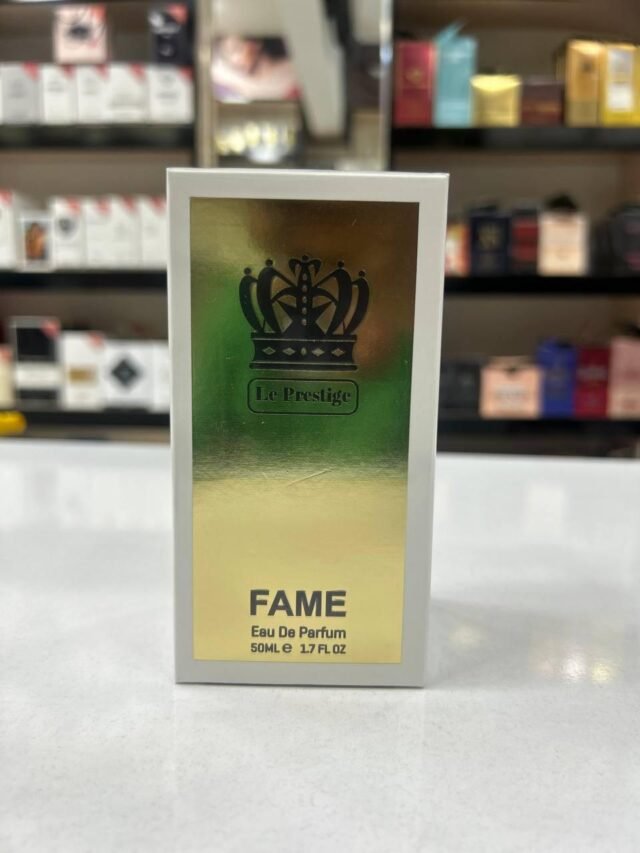 Le Prestige
FAME
Eau De Parfum
50ML e 1.7 FL OZ